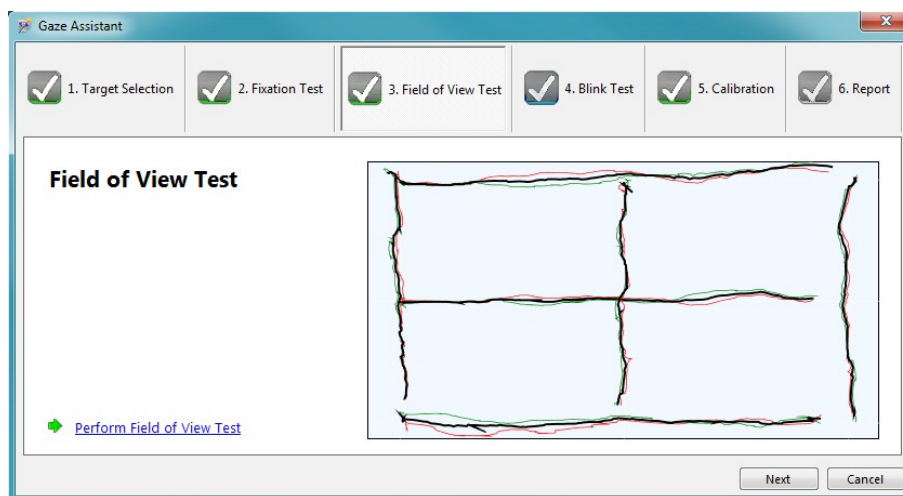 Gaze Assistant
1. Target Selection
2. Fixation Test
3. Field of View Test
4. Blink Test
5. Calibration
6. Report
Field of View Test
Perform Field of View Test
Next
Cancel